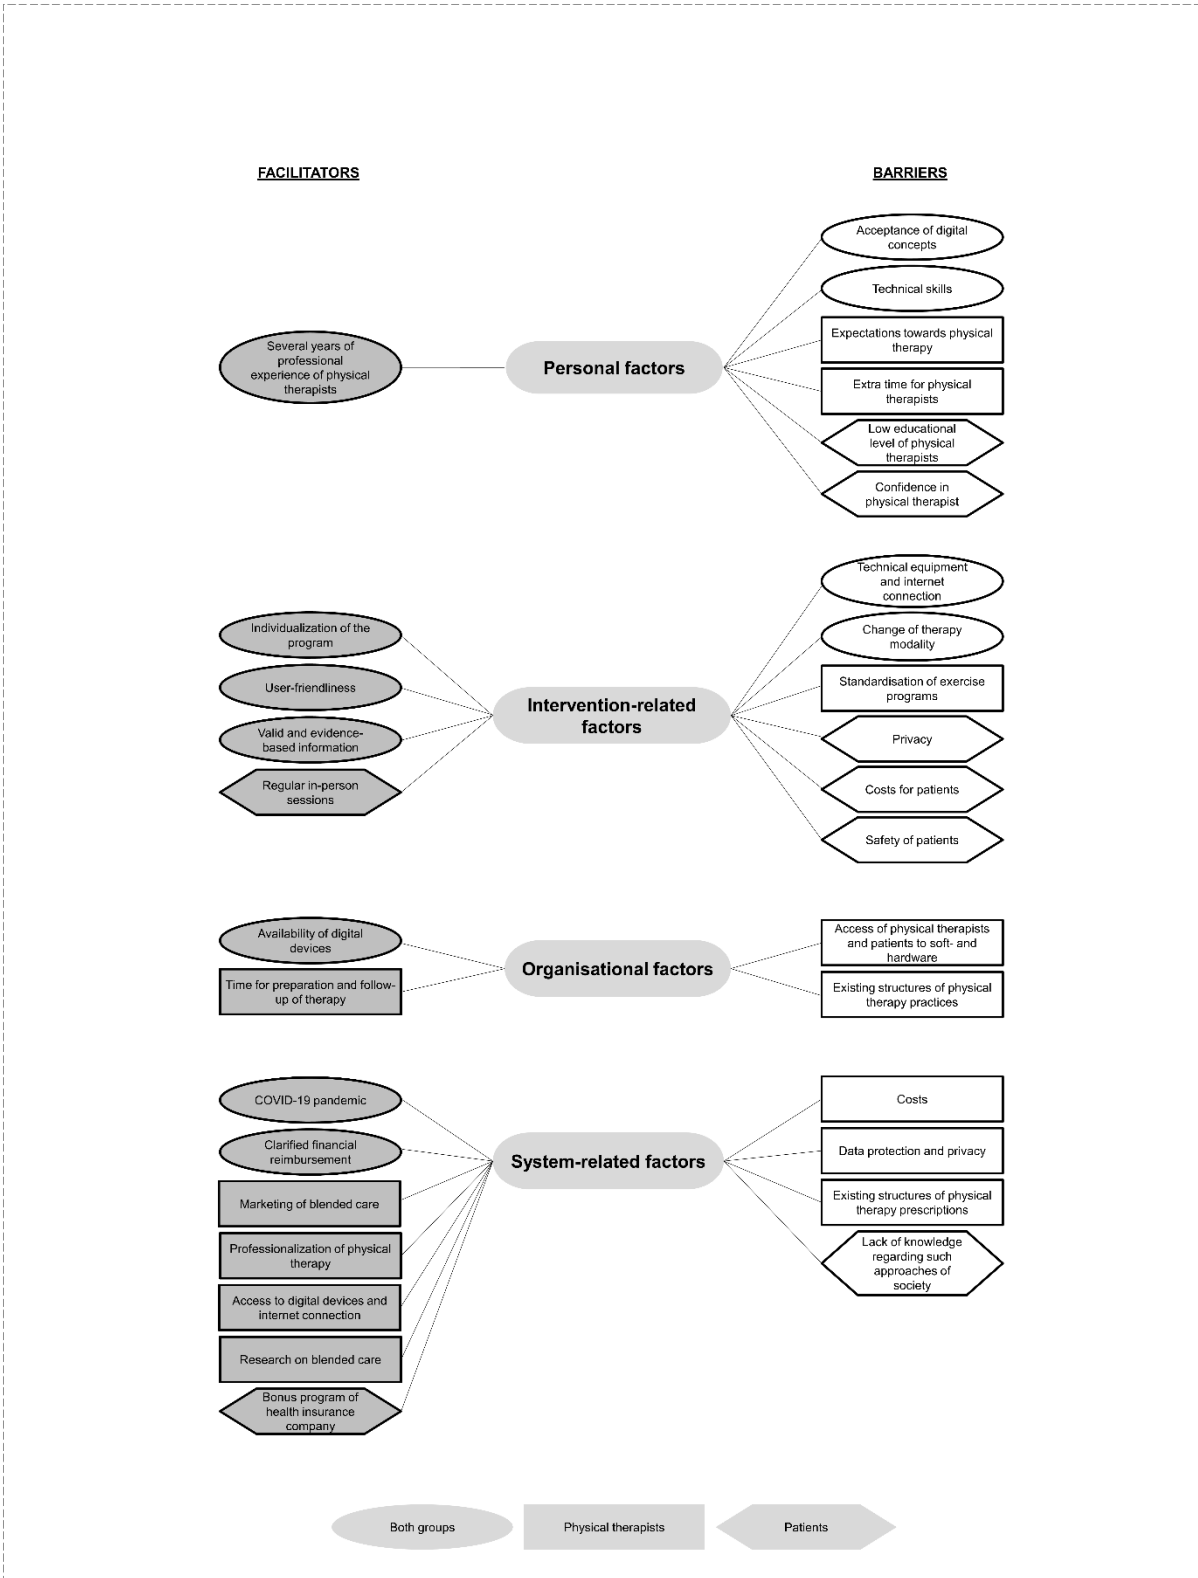 FACILITATORS
BARRIERS
Several years of
professional
experience of physical
therapists
Personal factors
Acceptance of digital
concepts
Technical skills
Expectations towards physical
therapy
Extra time for physical
therapists
Low educational
level of physical
therapists
Confidence in
physical therapist
Individualization of the
program
User-friendliness
Valid and evidence-
based information
Regular in-person
sessions
Intervention-related
factors
Technical equipment
and internet
connection
Change of therapy
modality
Standardisation of exercise
programs
Privacy
Costs for patients
Safety of patients
Availability of digital
devices
Time for preparation and follow-
up of therapy
Organisational factors
Access of physical therapists
and patients to soft- and
hardware
Existing structures of physical
therapy practices
COVID-19 pandemic
Clarified financial
reimbursement
Marketing of blended care
Professionalization of physical
therapy
Access to digital devices and
internet connection
Research on blended care
Bonus program of
health insurance
company
System-related factors
Costs
Data protection and privacy
Existing structures of physical
therapy prescriptions
Lack of knowledge
regarding such
approaches of
society
Both groups
Physical therapists
Patients